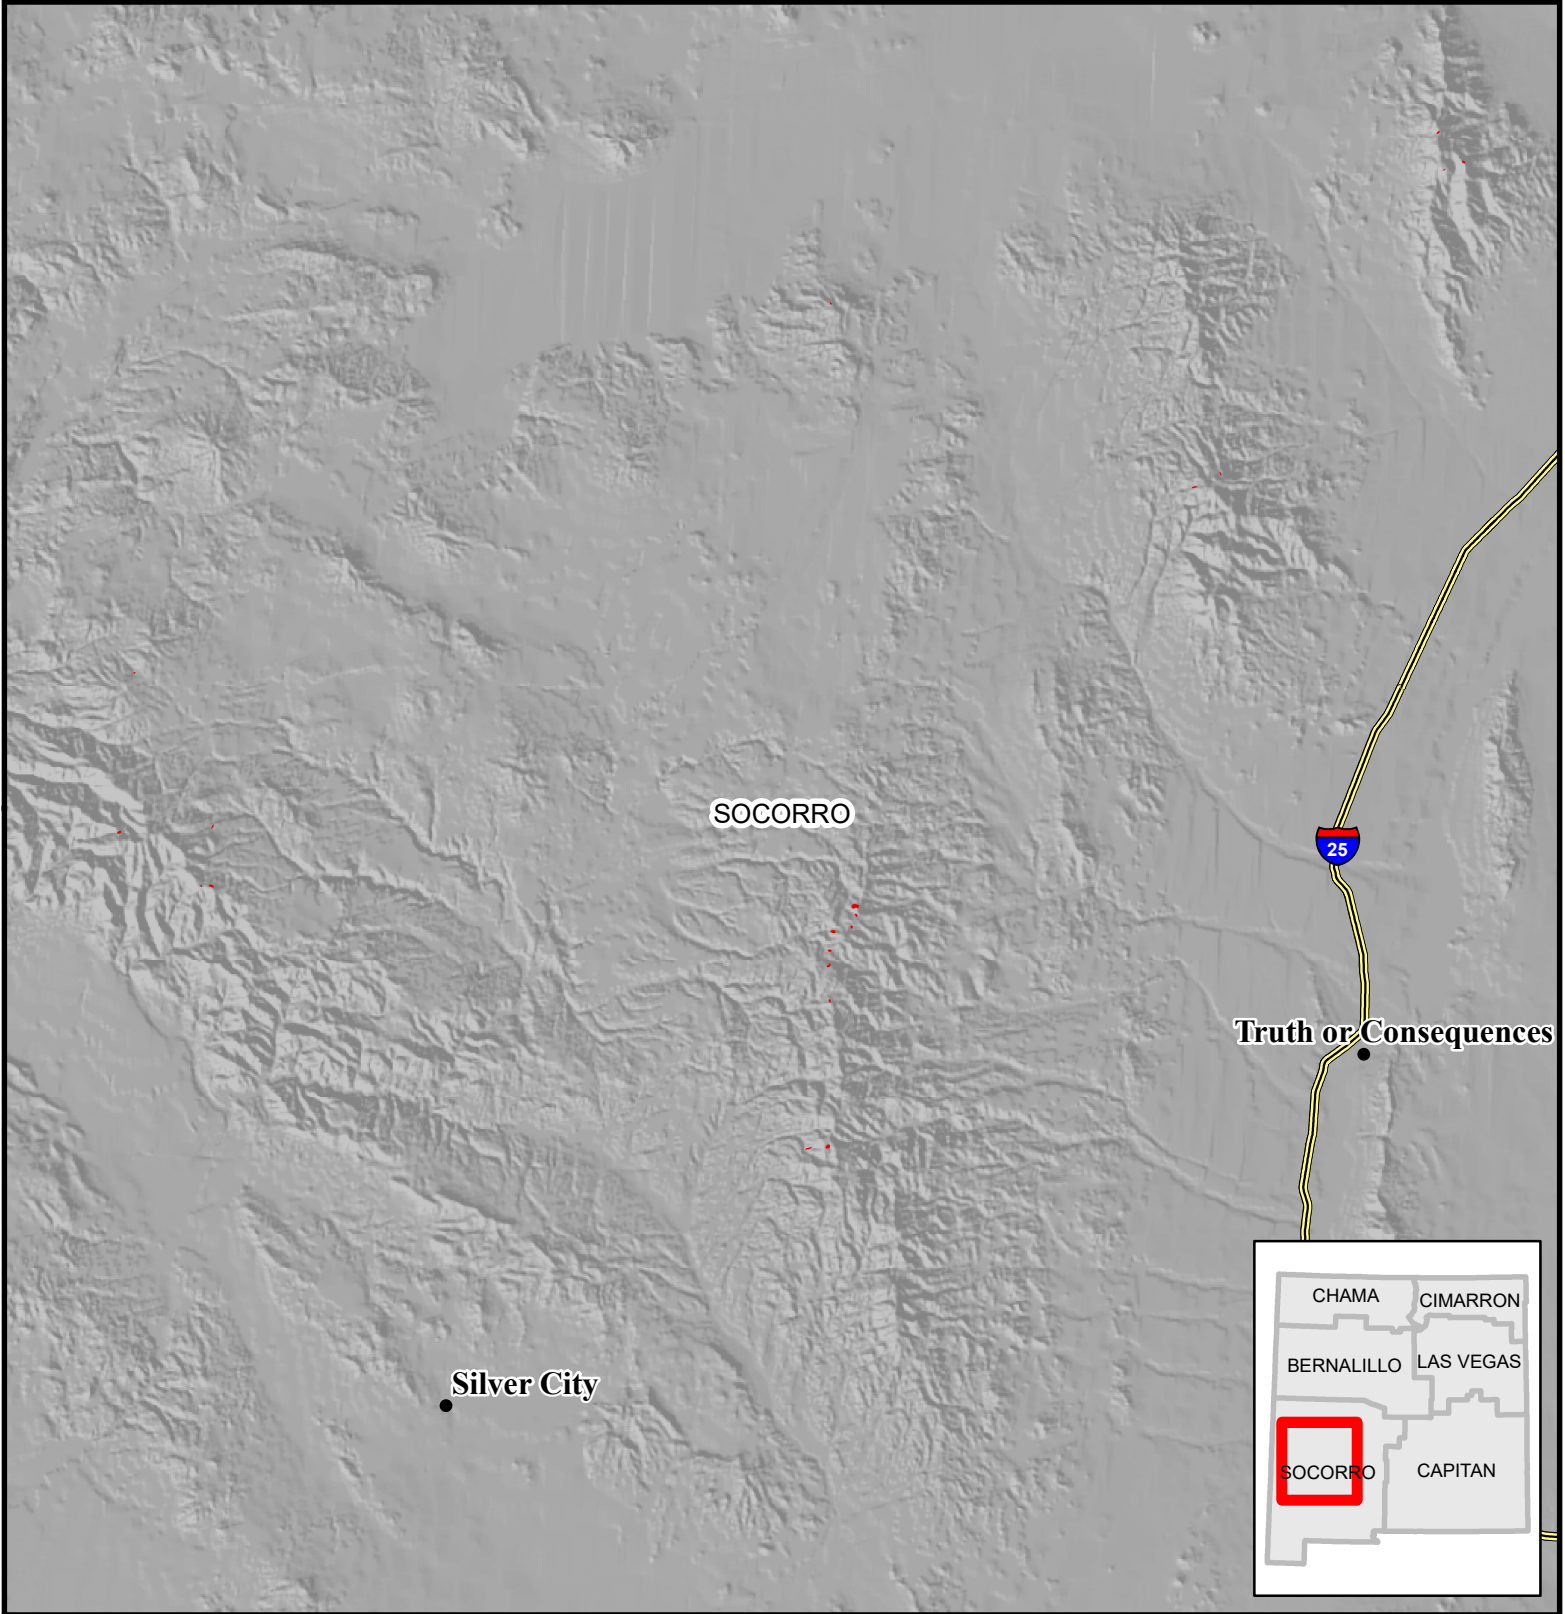 SOCORRO
25
Truth or Consequences
Silver City
CHAMA
CIMARRON
BERNALILLO
LAS VEGAS
SOCORRO
CAPITAN